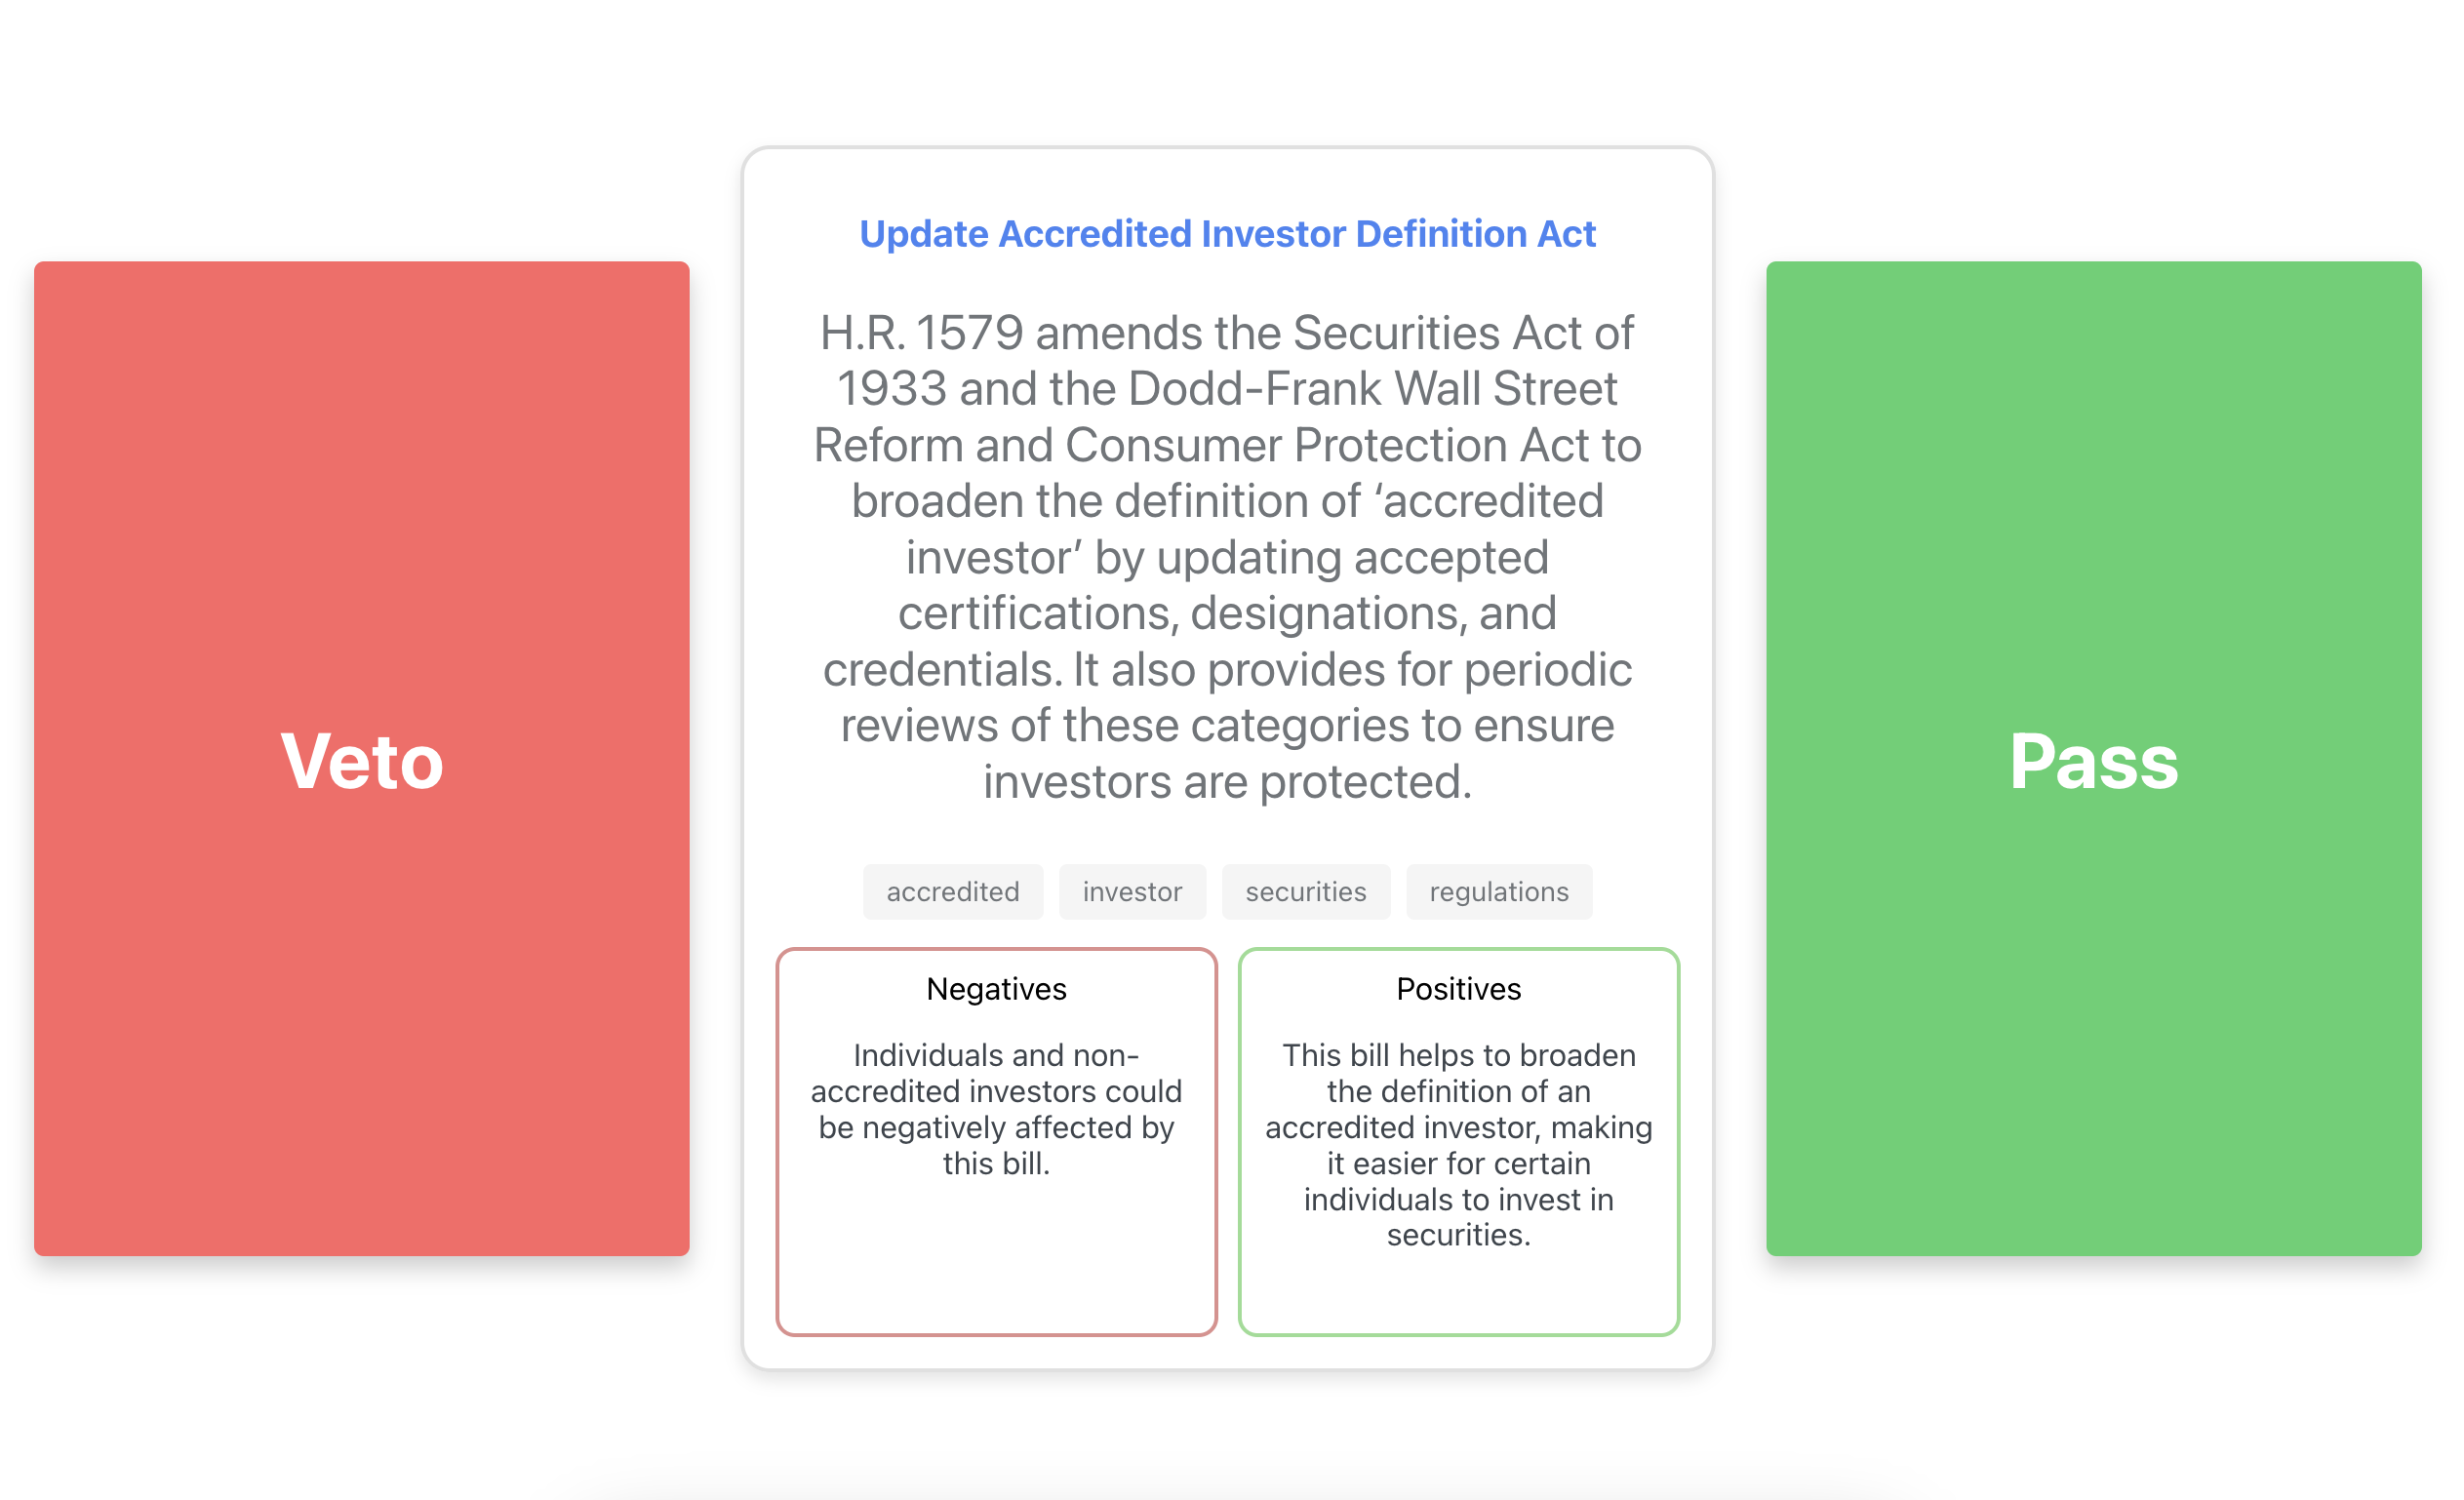 Veto
Update Accredited Investor Definition Act
H.R. 1579 amends the Securities Act of
1933 and the Dodd-Frank Wall Street
Reform and Consumer Protection Act to
broaden the definition of ‘accredited
investor’ by updating accepted
certifications, designations, and
credentials. It also provides for periodic
reviews of these categories to ensure
investors are protected.
accredited investor securities regulations
Negatives
Individuals and non-
accredited investors could
be negatively affected by
this bill.
Positives
This bill helps to broaden
the definition of an
accredited investor, making
it easier for certain
individuals to invest in
securities.
Pass